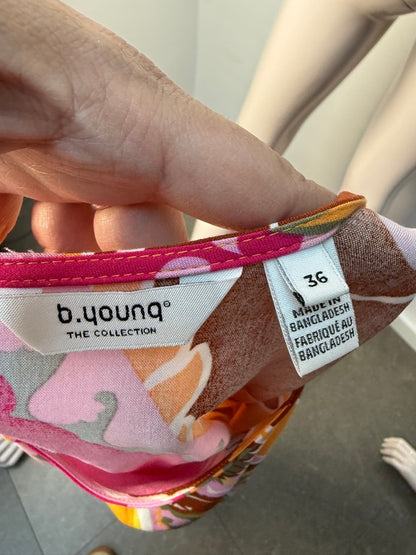 b.young®
THE COLLECTION
36
MADE IN
BANGLADESH
FABRIQUÉ AU
BANGLADESH